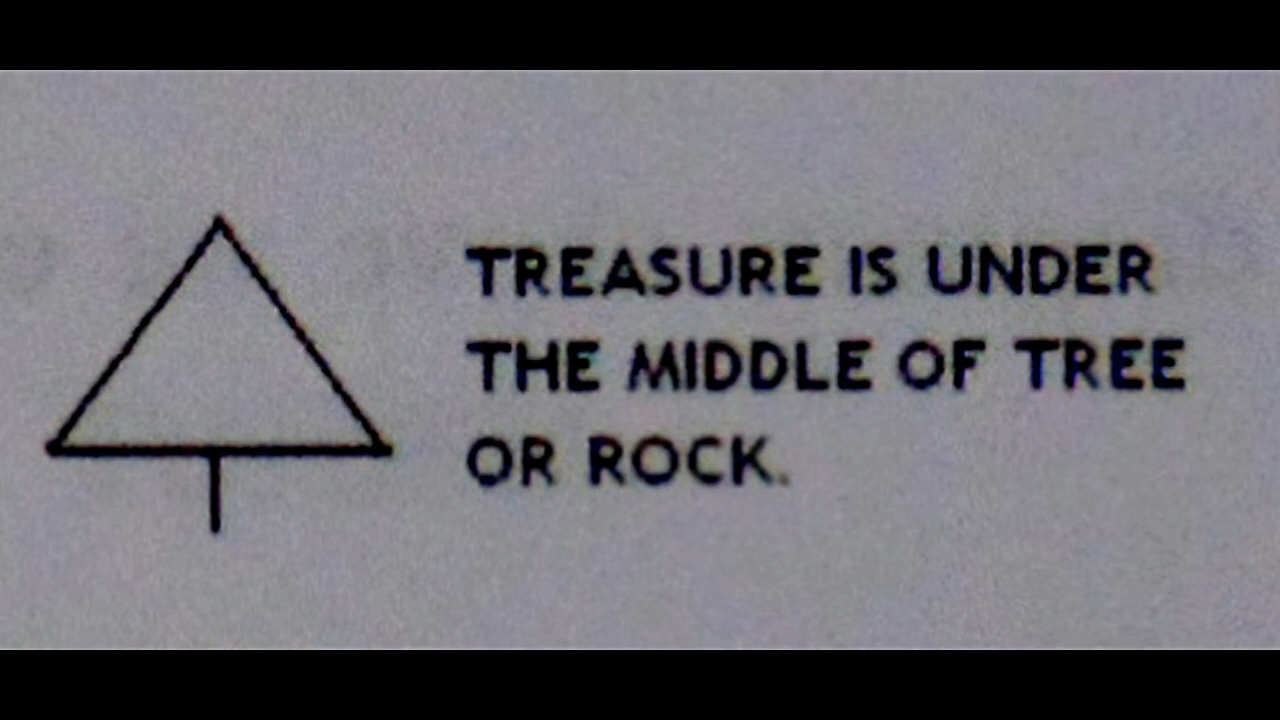 TREASURE IS UNDER
THE MIDDLE OF TREE
OR ROCK.